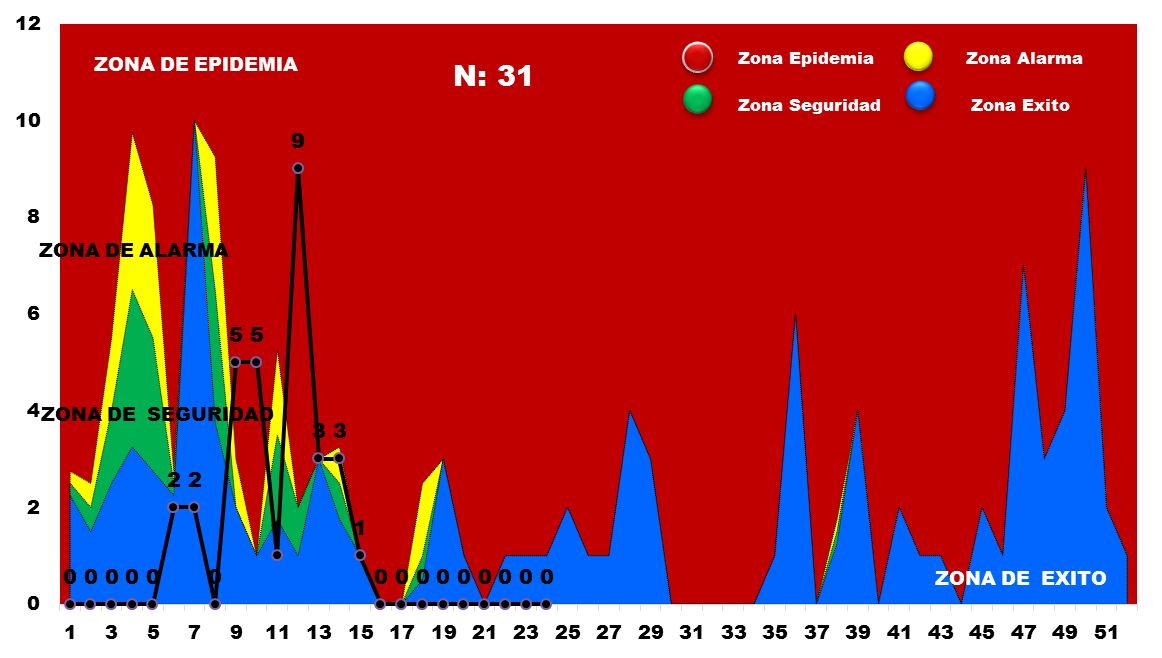 12
ZONA DE EPIDEMIA
N: 31
Zona Epidemia
Zona Alarma
Zona Seguridad
Zona Exito
10
9
8
ZONA DE ALARMA
6
5 5
4
ZONA DE  SEGURIDAD
3 3
2 2
2
1
0 0 0 0 0 0 0 0 0 0 0 0 0 0 0
ZONA DE  EXITO
0
1 3 5 7 9 11 13 15 17 19 21 23 25 27 29 31 33 35 37 39 41 43 45 47 49 51